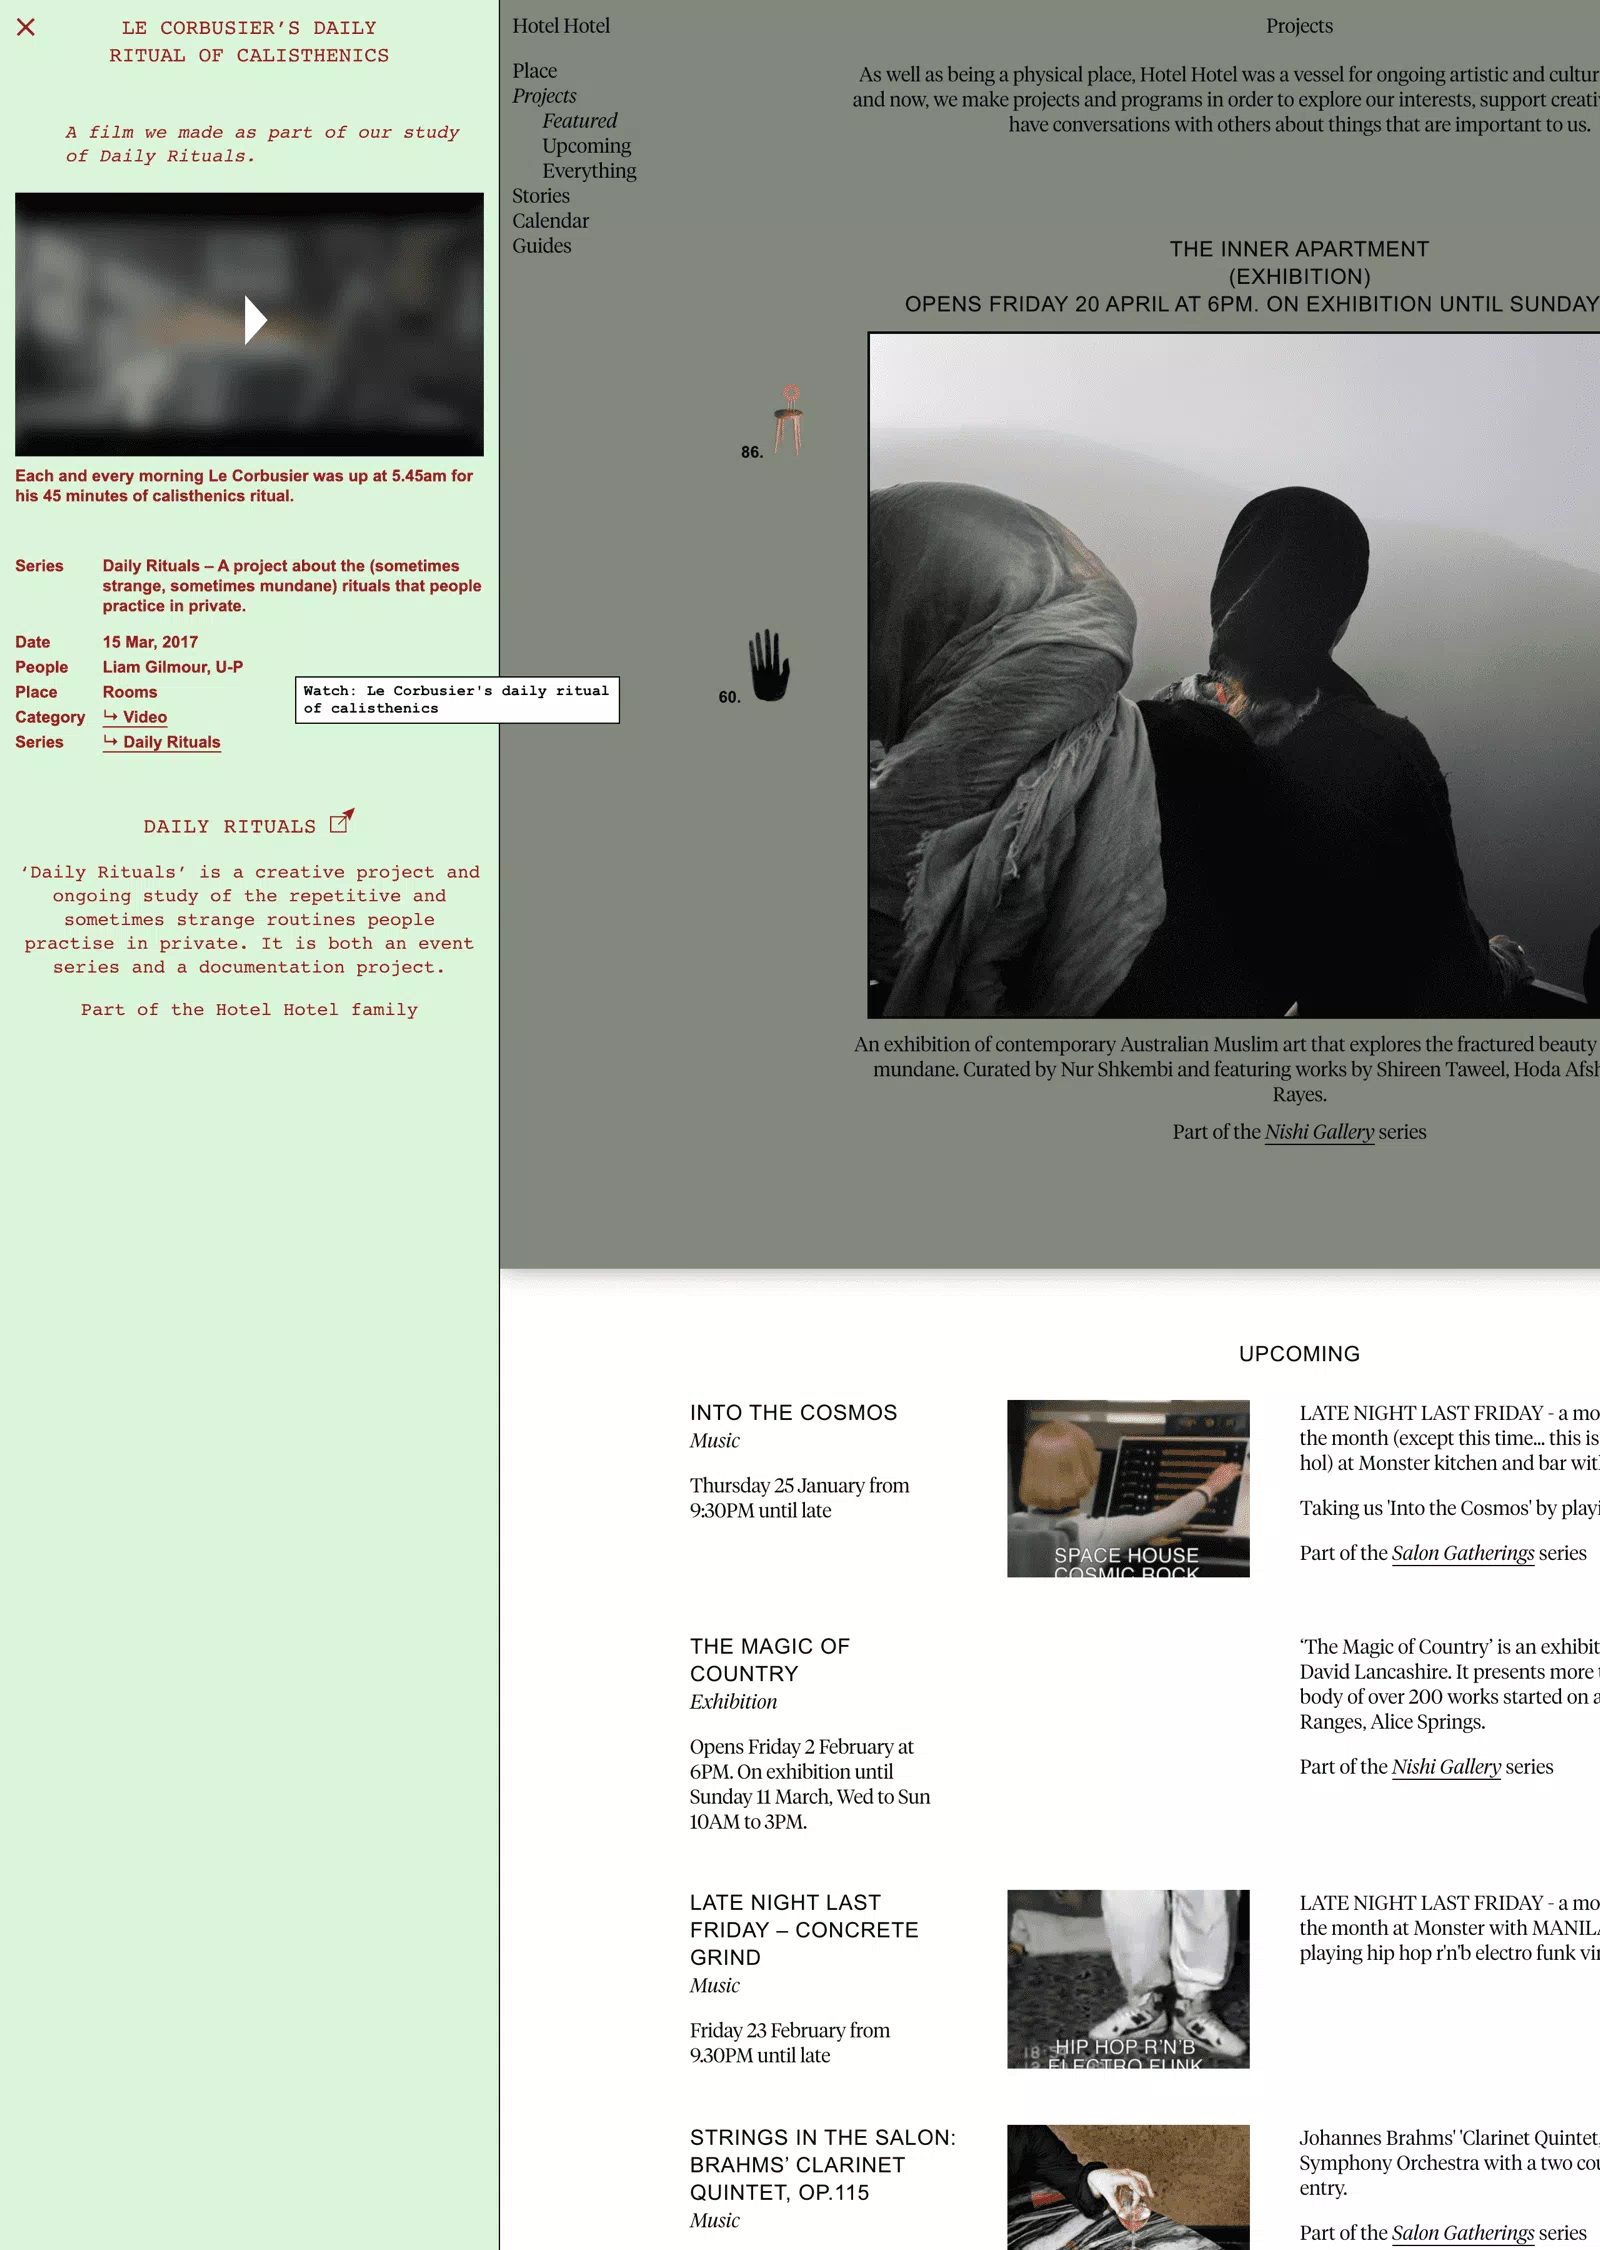 LE CORBUSIER’S DAILY
RITUAL OF CALISTHENICS
A film we made as part of our study
of Daily Rituals.
Each and every morning Le Corbusier was up at 5.45am for
his 45 minutes of calisthenics ritual.
Series Daily Rituals – A project about the (sometimes
strange, sometimes mundane) rituals that people
practice in private.
Date 15 Mar, 2017
People Liam Gilmour, U-P
Place Rooms
Category ↳ Video
Series ↳ Daily Rituals
Watch: Le Corbusier's daily ritual
of calisthenics
DAILY RITUALS
‘Daily Rituals’ is a creative project and
ongoing study of the repetitive and
sometimes strange routines people
practise in private. It is both an event
series and a documentation project.
Part of the Hotel Hotel family
Hotel Hotel
Place
Projects
Featured
Upcoming
Everything
Stories
Calendar
Guides
Projects
As well as being a physical place, Hotel Hotel was a vessel for ongoing artistic and cultur
and now, we make projects and programs in order to explore our interests, support creati
have conversations with others about things that are important to us.
THE INNER APARTMENT
(EXHIBITION)
OPENS FRIDAY 20 APRIL AT 6PM. ON EXHIBITION UNTIL SUNDAY
86.
60.
An exhibition of contemporary Australian Muslim art that explores the fractured beauty
mundane. Curated by Nur Shkembi and featuring works by Shireen Taweel, Hoda Afsh
Rayes.
Part of the Nishi Gallery series
UPCOMING
INTO THE COSMOS
Music
Thursday 25 January from
9:30PM until late
SPACE HOUSE
COSMIC ROCK
LATE NIGHT LAST FRIDAY - a mo
the month (except this time... this is
hol) at Monster kitchen and bar wit
Taking us 'Into the Cosmos' by playi
Part of the Salon Gatherings series
THE MAGIC OF
COUNTRY
Exhibition
Opens Friday 2 February at
6PM. On exhibition until
Sunday 11 March, Wed to Sun
10AM to 3PM.
‘The Magic of Country’ is an exhibit
David Lancashire. It presents more t
body of over 200 works started on a
Ranges, Alice Springs.
Part of the Nishi Gallery series
LATE NIGHT LAST
FRIDAY – CONCRETE
GRIND
Music
Friday 23 February from
9.30PM until late
HIP HOP R’N’B
ELECTRO FUNK
LATE NIGHT LAST FRIDAY - a mo
the month at Monster with MANILA
playing hip hop r'n'b electro funk vi
STRINGS IN THE SALON:
BRAHMS’ CLARINET
QUINTET, OP.115
Music
Johannes Brahms' 'Clarinet Quintet,
Symphony Orchestra with a two cou
entry.
Part of the Salon Gatherings series